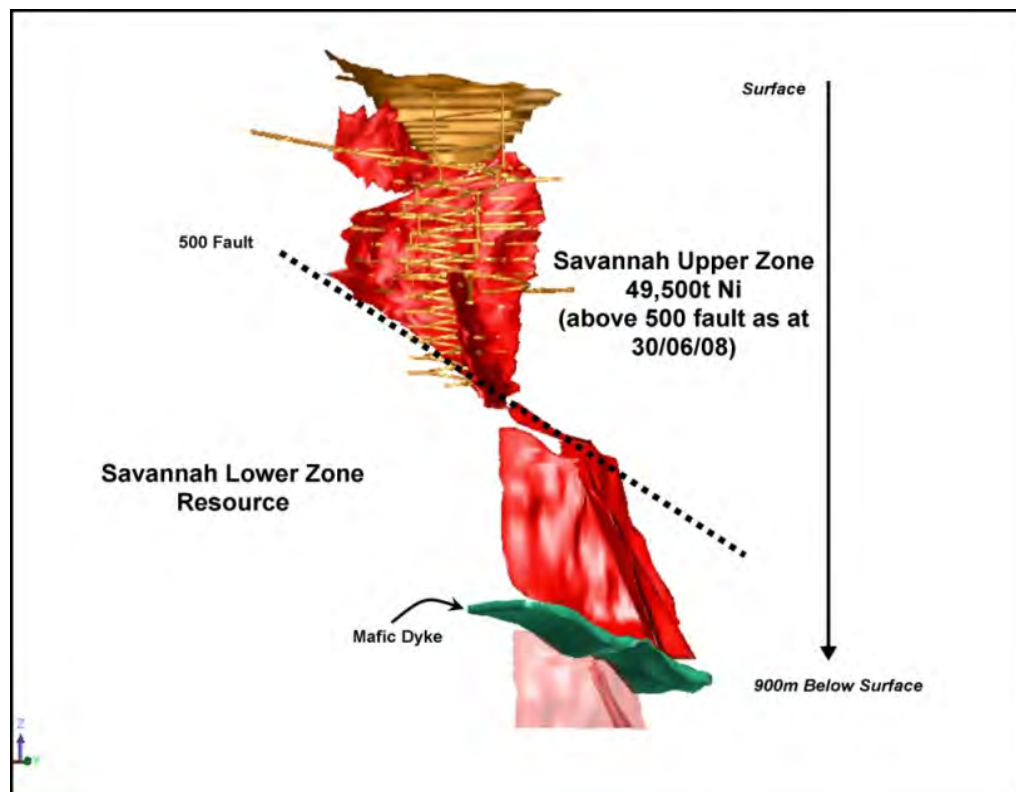 Surface
500 Fault
Savannah Upper Zone
49,500t Ni
(above 500 fault as at
30/06/08)
Savannah Lower Zone
Resource
Mafic Dyke
900m Below Surface
Z
Y